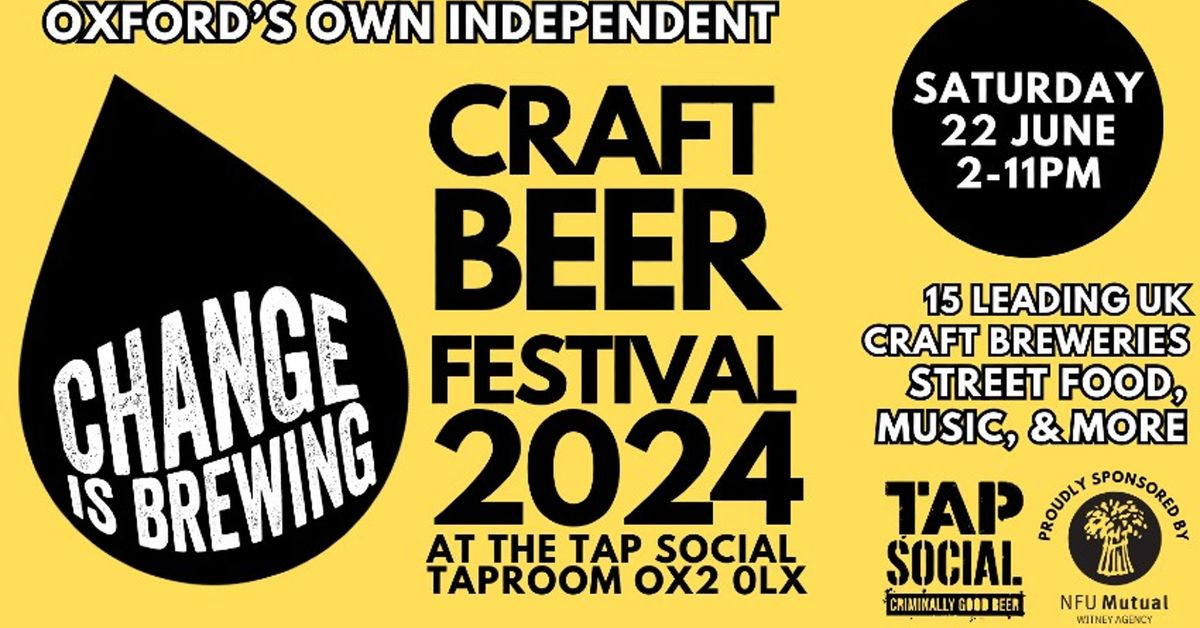 OXFORD'S OWN INDEPENDENT
CRAFT
BEER
FESTIVAL
2024
AT THE TAP SOCIAL
TAPROOM OX2 0LX
CHANGE
IS BREWING
SATURDAY
22 JUNE
2-11PM
15 LEADING UK
CRAFT BREWERIES
STREET FOOD,
MUSIC, & MORE
TAP
SOCIAL
CRIMINALLY GOOD BEER
PROUDLY SPONSORED BY
NFU Mutual
WITNEY AGENCY